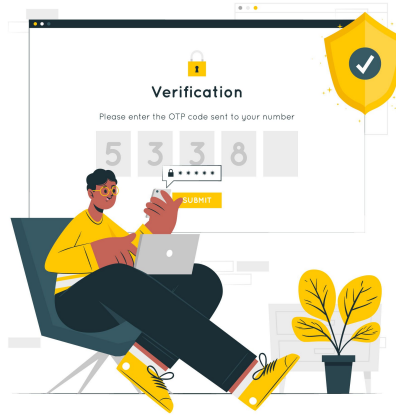 Verification
Please enter the OTP code sent to your number
5 3 3 8
* * * * *
SUBMIT